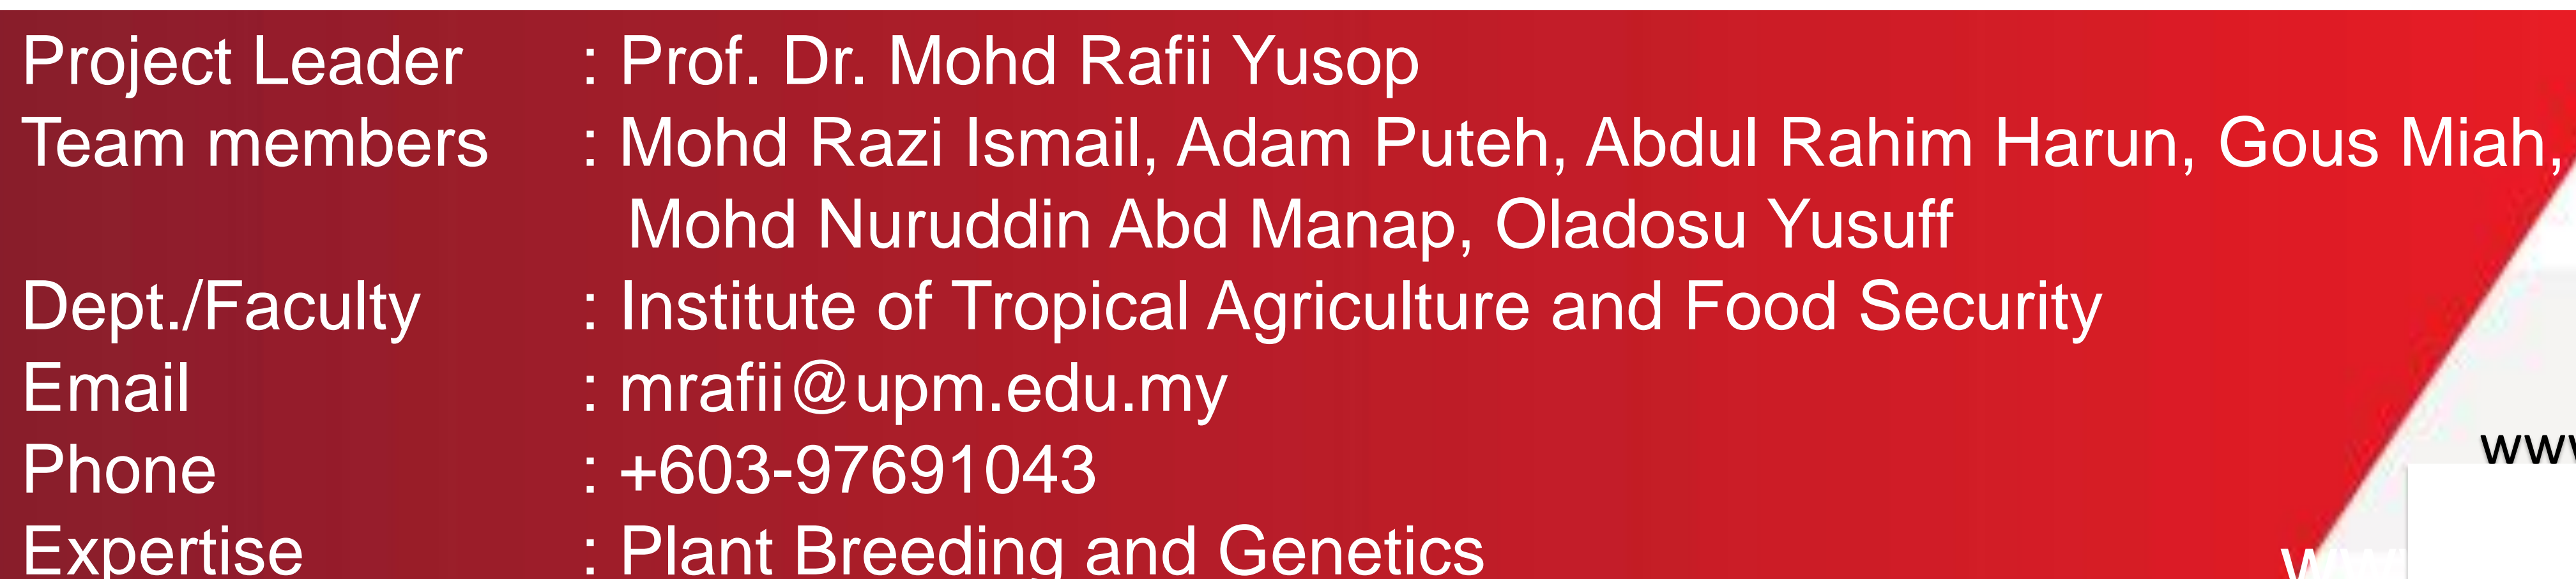 Project Leader : Prof. Dr. Mohd Rafii Yusop
Team members : Mohd Razi Ismail, Adam Puteh, Abdul Rahim Harun, Gous Miah,
Mohd Nuruddin Abd Manap, Oladosu Yusuff
Dept./Faculty : Institute of Tropical Agriculture and Food Security
Email : mrafii@upm.edu.my
Phone : +603-97691043
Expertise : Plant Breeding and Genetics